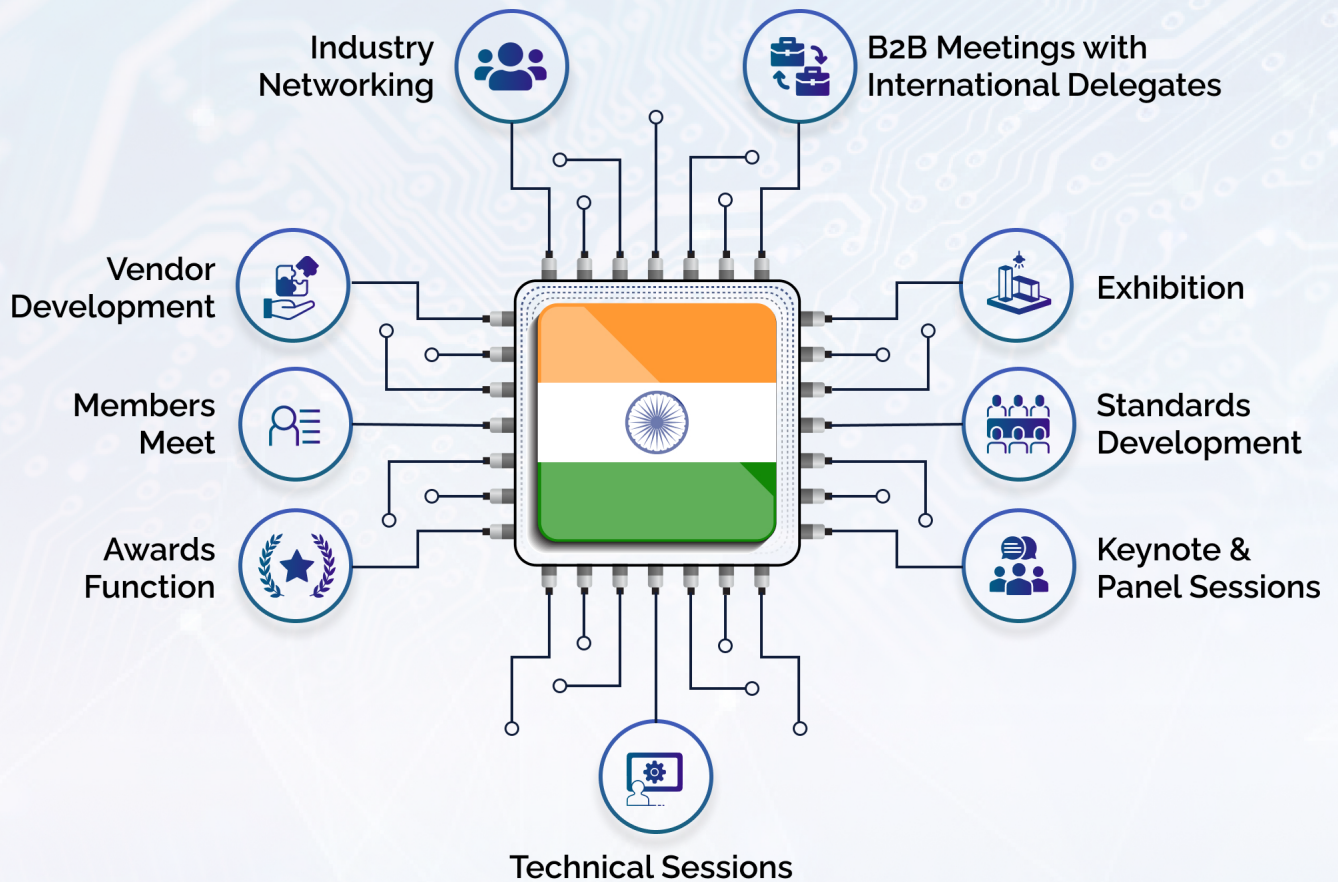 Industry
Networking
B2B Meetings with
International Delegates
Vendor
Development
Exhibition
Members
Meet
Standards
Development
Awards
Function
Keynote &
Panel Sessions
Technical Sessions